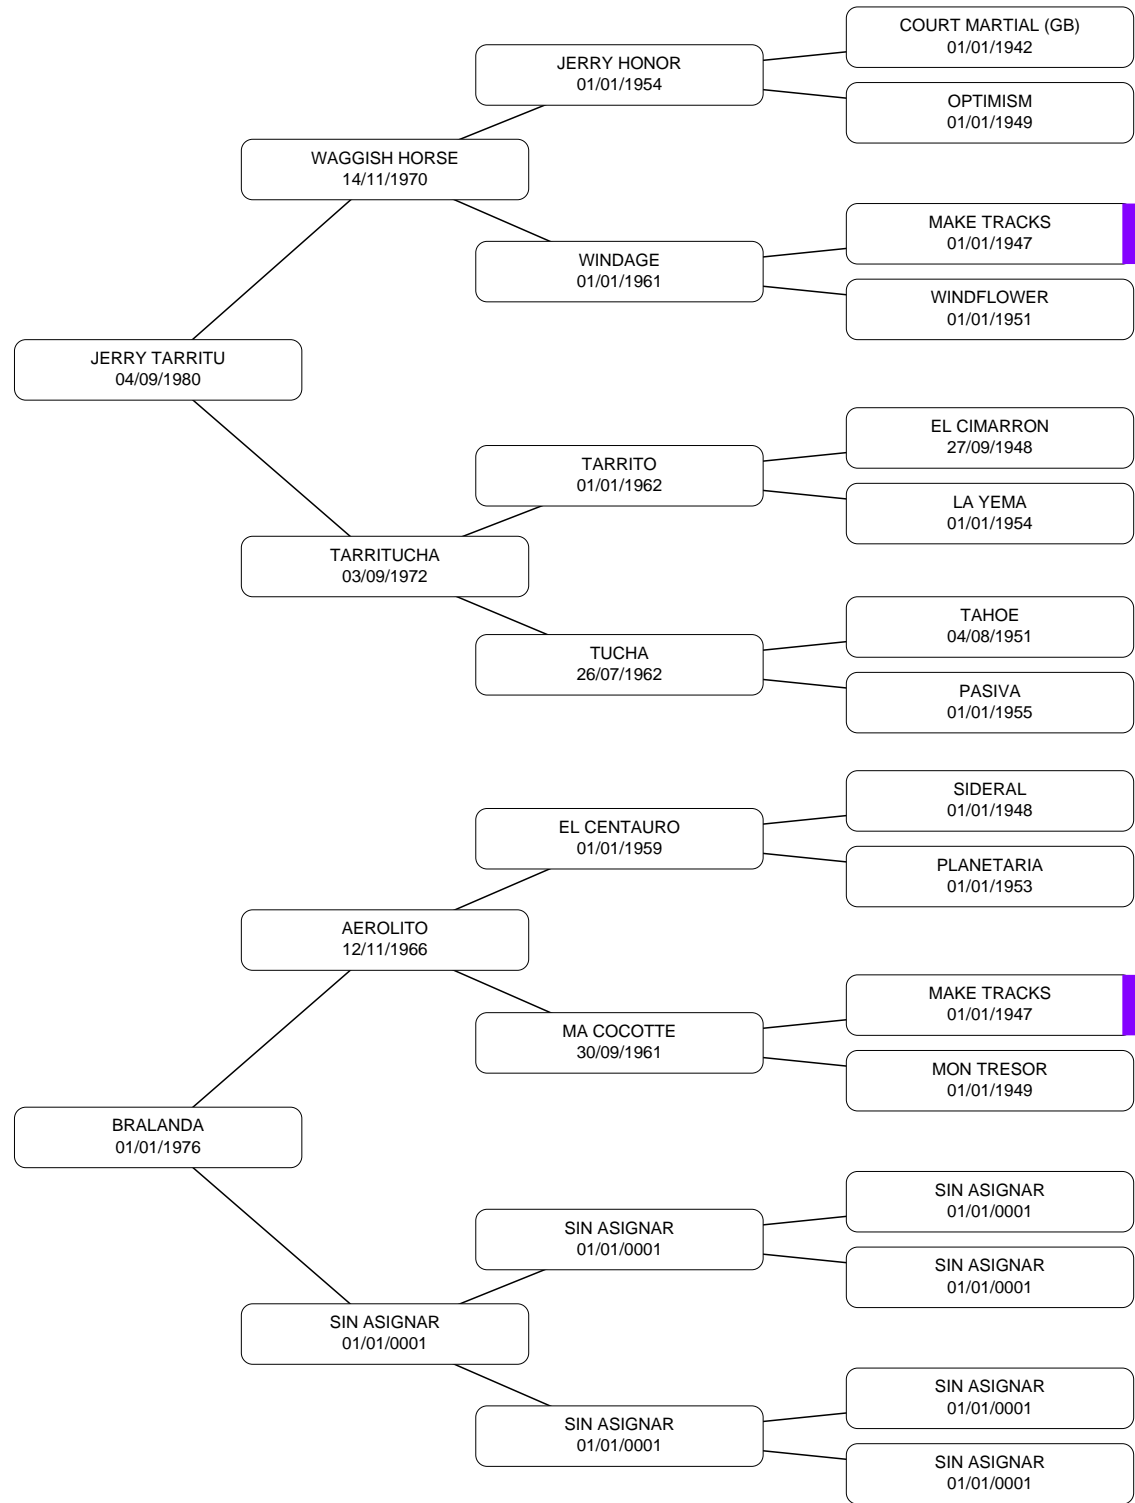 COURT MARTIAL (GB)
01/01/1942
JERRY HONOR
01/01/1954
OPTIMISM
01/01/1949
WAGGISH HORSE
14/11/1970
MAKE TRACKS
01/01/1947
WINDAGE
01/01/1961
WINDFLOWER
01/01/1951
JERRY TARRITU
04/09/1980
EL CIMARRON
27/09/1948
TARRITO
01/01/1962
LA YEMA
01/01/1954
TARRITUCHA
03/09/1972
TAHOE
04/08/1951
TUCHA
26/07/1962
PASIVA
01/01/1955
SIDERAL
01/01/1948
EL CENTAURO
01/01/1959
PLANETARIA
01/01/1953
AEROLITO
12/11/1966
MAKE TRACKS
01/01/1947
MA COCOTTE
30/09/1961
MON TRESOR
01/01/1949
BRALANDA
01/01/1976
SIN ASIGNAR
01/01/0001
SIN ASIGNAR
01/01/0001
SIN ASIGNAR
01/01/0001
SIN ASIGNAR
01/01/0001
SIN ASIGNAR
01/01/0001
SIN ASIGNAR
01/01/0001
SIN ASIGNAR
01/01/0001